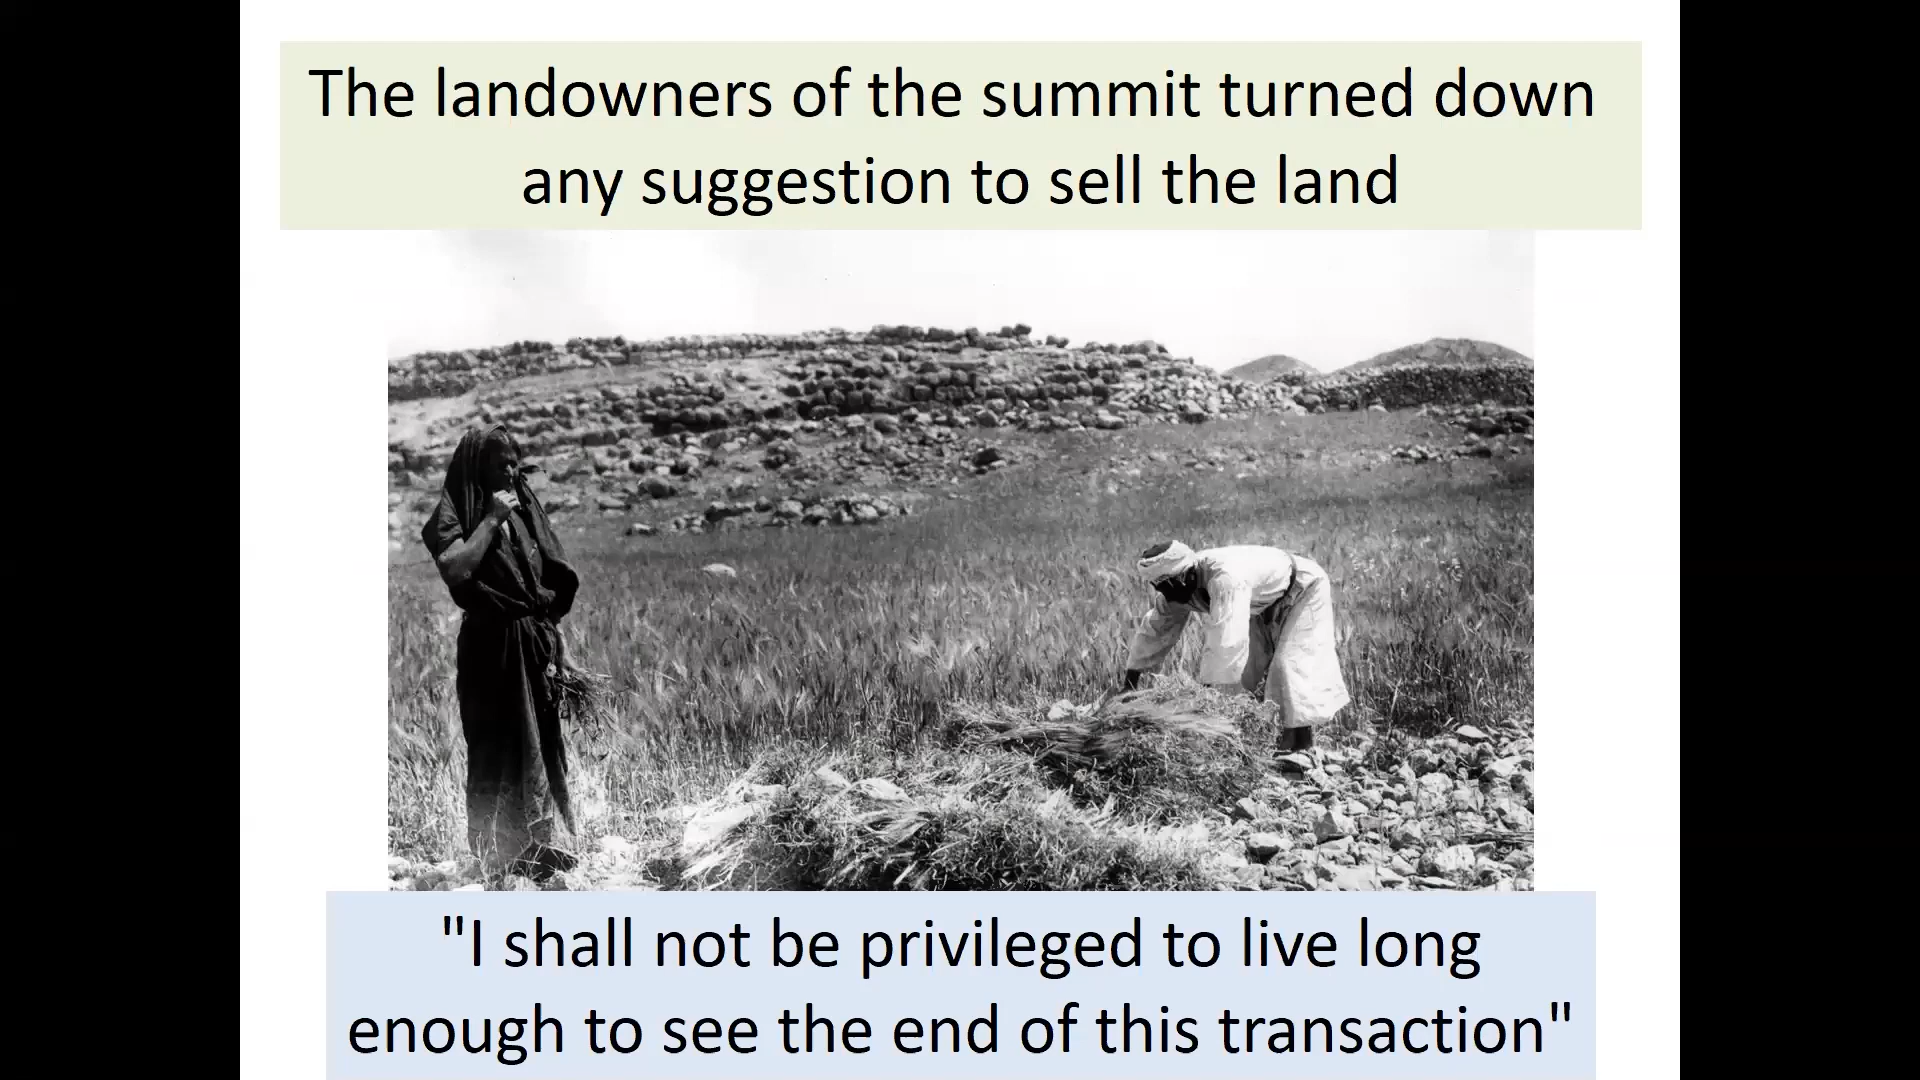 The landowners of the summit turned down
any suggestion to sell the land
"I shall not be privileged to live long
enough to see the end of this transaction"